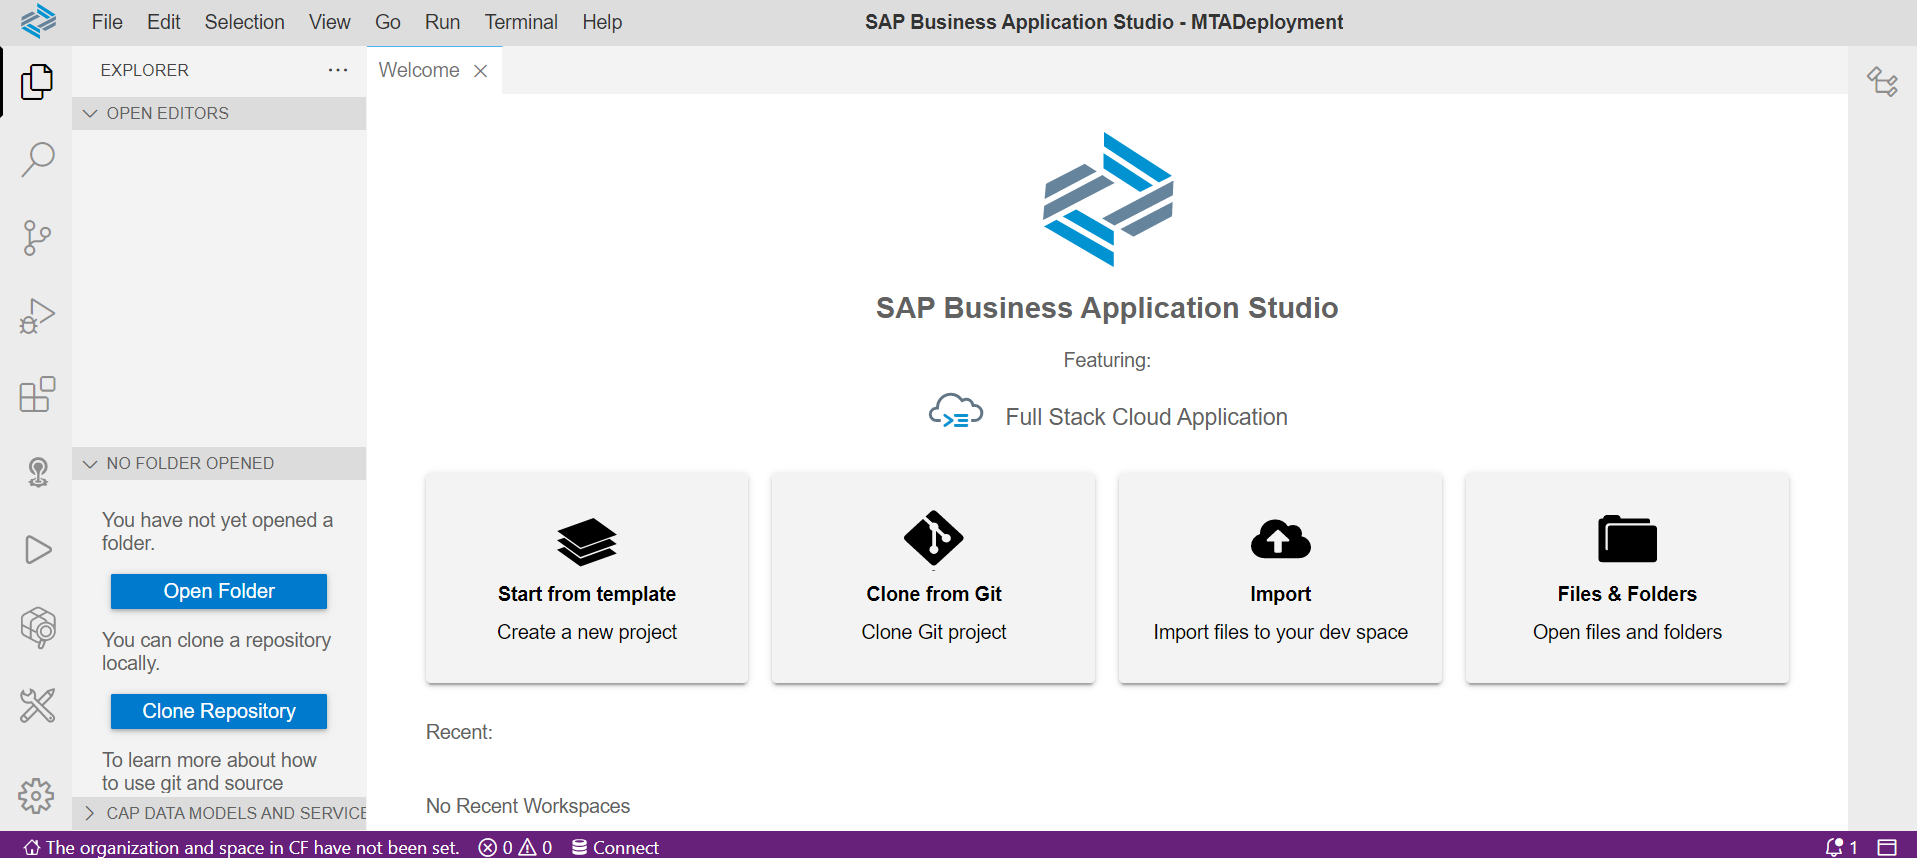 File Edit Selection View Go Run Terminal Help
SAP Business Application Studio - MTADeployment
EXPLORER
Welcome
OPEN EDITORS
NO FOLDER OPENED
You have not yet opened a
folder.
Open Folder
You can clone a repository
locally.
Clone Repository
To learn more about how
to use git and source
CAP DATA MODELS AND SERVICE
SAP Business Application Studio
Featuring:
Full Stack Cloud Application
Start from template
Create a new project
Clone from Git
Clone Git project
Import
Import files to your dev space
Files & Folders
Open files and folders
Recent:
No Recent Workspaces
The organization and space in CF have not been set. 0 0 Connect 1